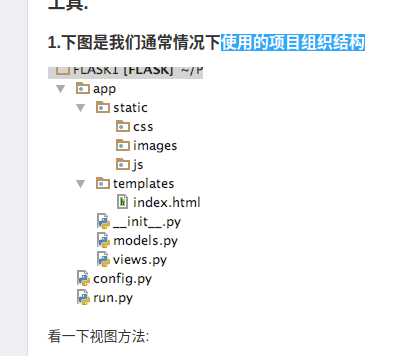 工具.
1.下图是我们通常情况下使用的项目组织结构
FLASK1 [FLASK] ~/P
app
static
css
images
js
templates
index.html
__init__.py
models.py
views.py
config.py
run.py
看一下视图方法: